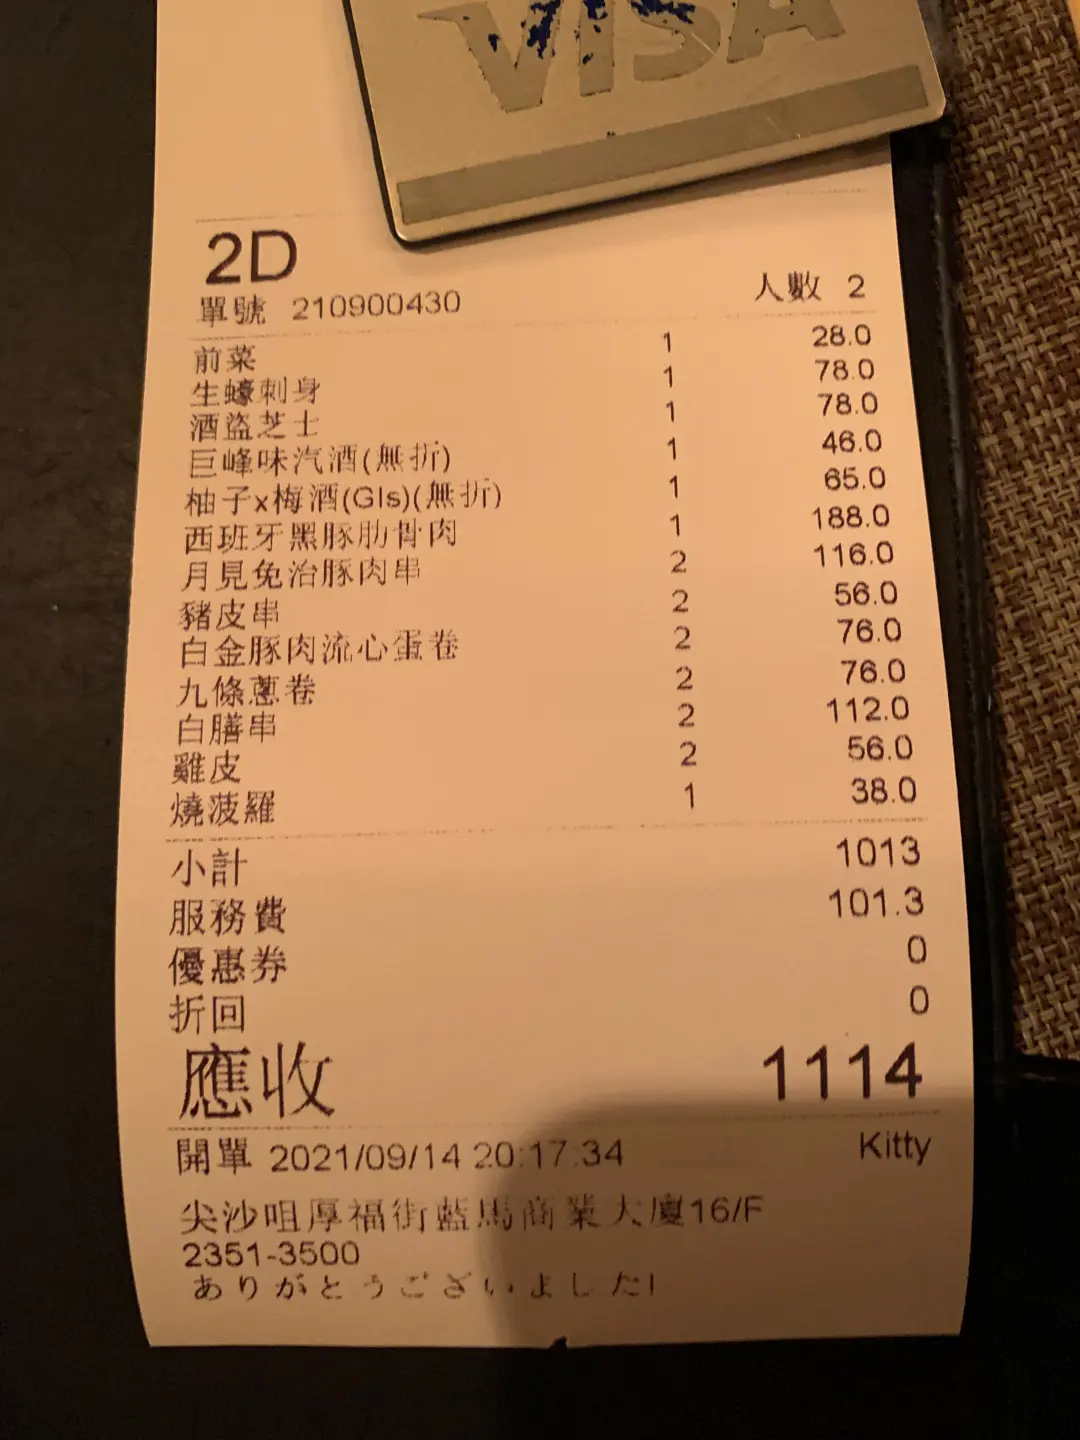 VISA
2D
單號 210900430 人數 2
前菜 1 28.0
生蠔刺身 1 78.0
酒盜芝士 1 78.0
巨峰味汽酒(無折) 1 46.0
柚子x梅酒(Gls)(無折) 1 65.0
西班牙黑豚肋骨肉 1 188.0
月見免治豚肉串 2 116.0
豬皮串 2 56.0
白金豚肉流心蛋卷 2 76.0
九條蔥卷 2 76.0
白膳串 2 112.0
雞皮 2 56.0
燒菠蘿 1 38.0
小計 1013
服務費 101.3
優惠券 0
折回 0
應收 1114
開單 2021/09/14 20:17:34 Kitty
尖沙咀厚福街藍馬商業大廈16/F
2351-3500
ありがとうございました!